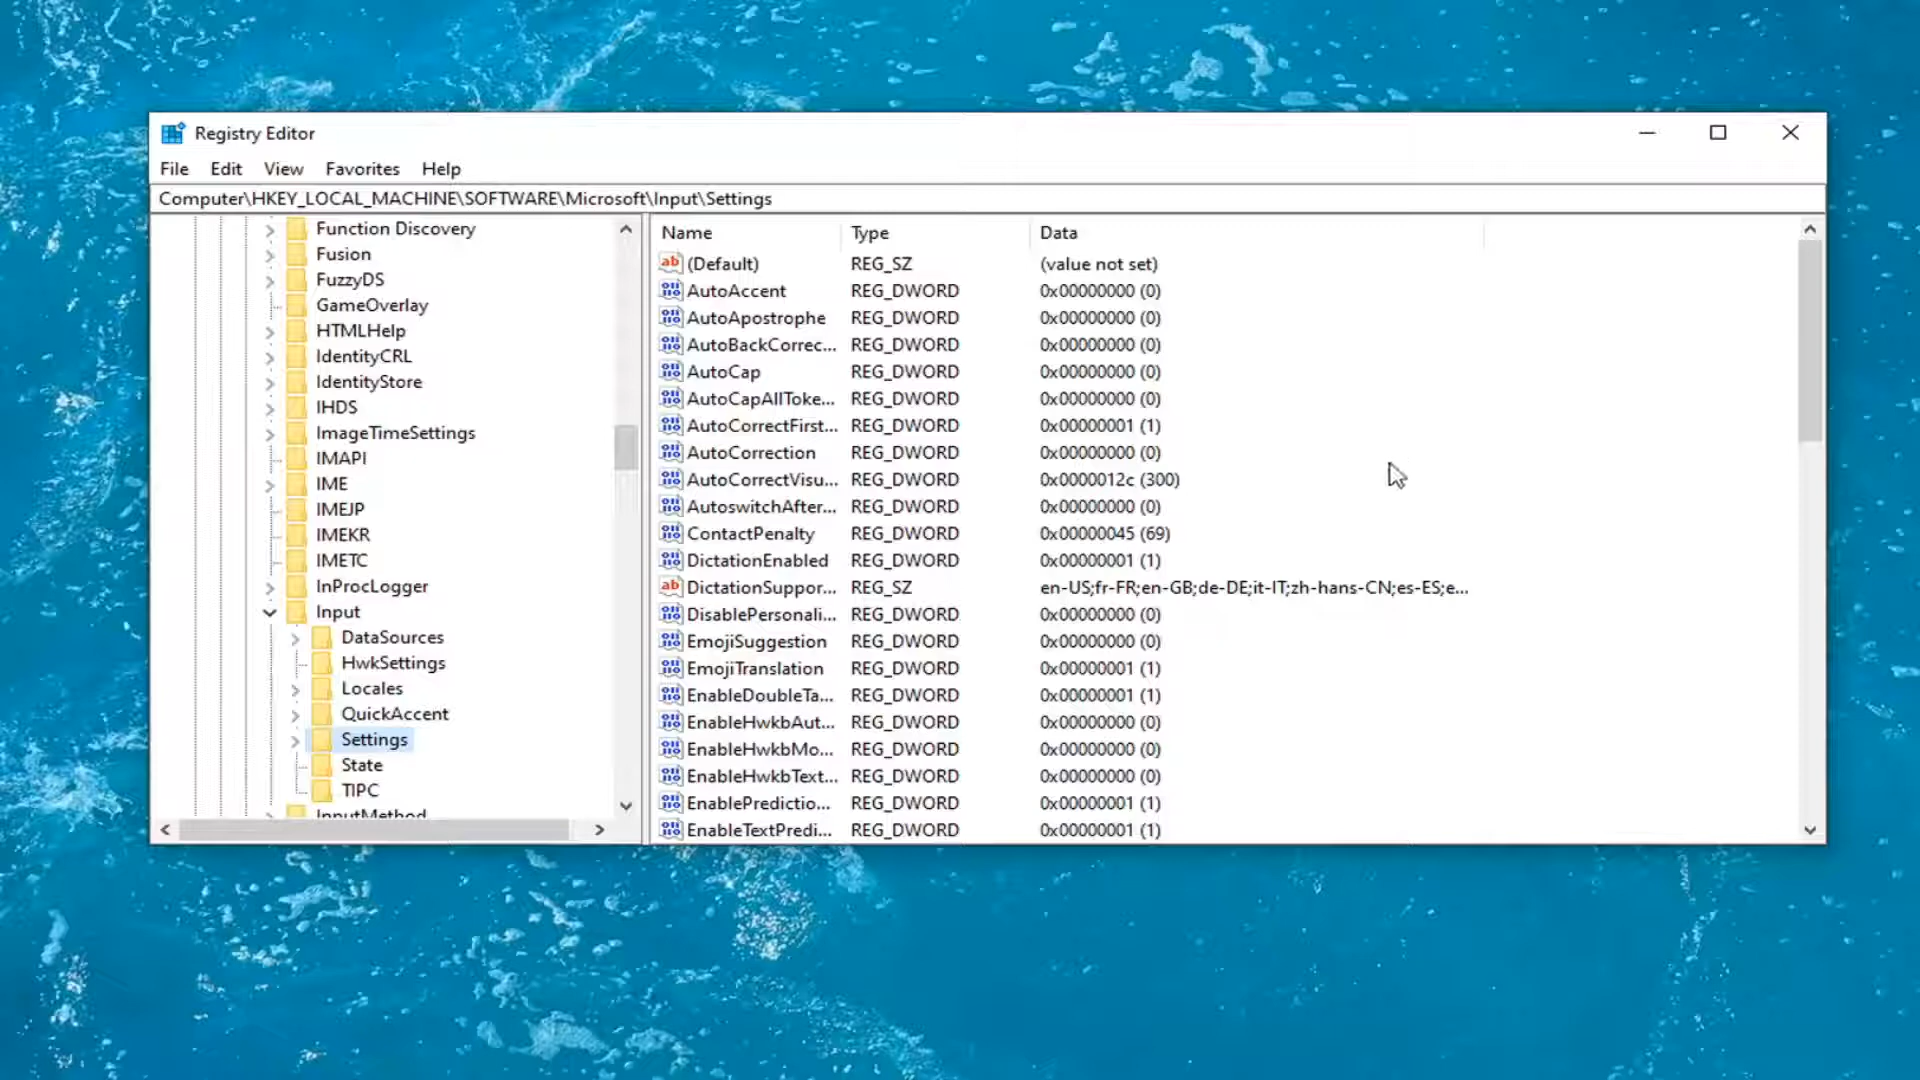 Registry Editor
File Edit View Favorites Help
Computer\HKEY_LOCAL_MACHINE\SOFTWARE\Microsoft\Input\Settings
Function Discovery
Fusion
FuzzyDS
GameOverlay
HTMLHelp
IdentityCRL
IdentityStore
IHDS
ImageTimeSettings
IMAPI
IME
IMEJP
IMEKR
IMETC
InProcLogger
Input
DataSources
HwkSettings
Locales
QuickAccent
Settings
State
TIPC
InputMethod
Name Type Data
(Default) REG_SZ (value not set)
AutoAccent REG_DWORD 0x00000000 (0)
AutoApostrophe REG_DWORD 0x00000000 (0)
AutoBackCorrec... REG_DWORD 0x00000000 (0)
AutoCap REG_DWORD 0x00000000 (0)
AutoCapAllToke... REG_DWORD 0x00000000 (0)
AutoCorrectFirst... REG_DWORD 0x00000001 (1)
AutoCorrection REG_DWORD 0x00000000 (0)
AutoCorrectVisu... REG_DWORD 0x0000012c (300)
AutoswitchAfter... REG_DWORD 0x00000000 (0)
ContactPenalty REG_DWORD 0x00000045 (69)
DictationEnabled REG_DWORD 0x00000001 (1)
DictationSuppor... REG_SZ en-US;fr-FR;en-GB;de-DE;it-IT;zh-hans-CN;es-ES;e...
DisablePersonali... REG_DWORD 0x00000000 (0)
EmojiSuggestion REG_DWORD 0x00000000 (0)
EmojiTranslation REG_DWORD 0x00000001 (1)
EnableDoubleTa... REG_DWORD 0x00000001 (1)
EnableHwkbAut... REG_DWORD 0x00000000 (0)
EnableHwkbMo... REG_DWORD 0x00000000 (0)
EnableHwkbText... REG_DWORD 0x00000000 (0)
EnablePredictio... REG_DWORD 0x00000001 (1)
EnableTextPredi... REG_DWORD 0x00000001 (1)